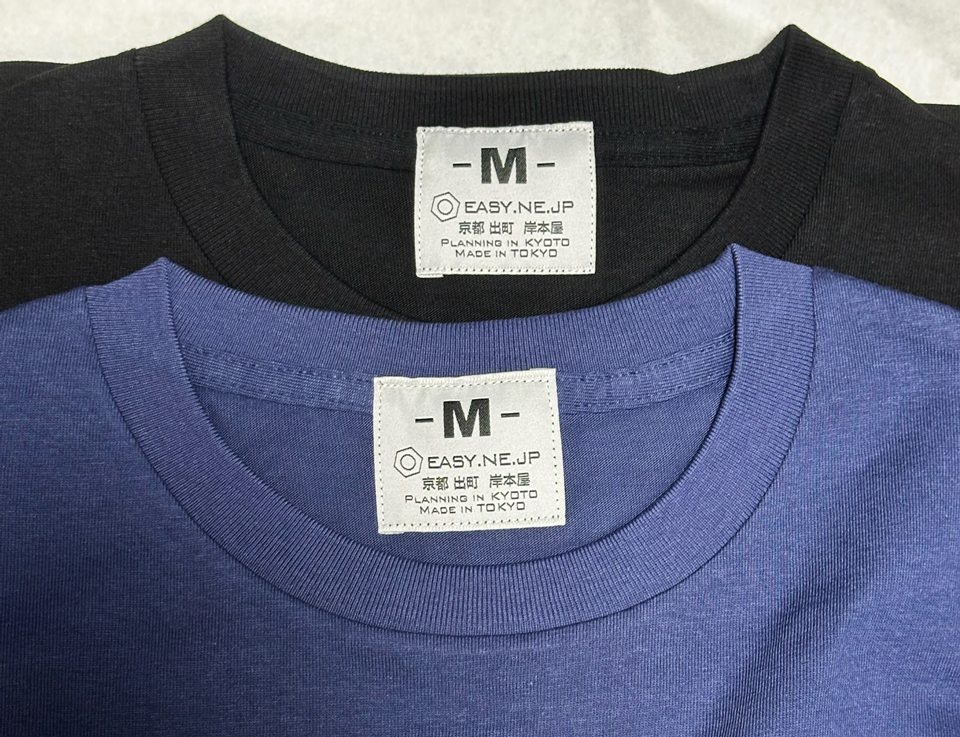 -M-
EASY.NE.JP
京都 出町 岸本屋
PLANNING IN KYOTO
MADE IN TOKYO
-M-
EASY.NE.JP
京都 出町 岸本屋
PLANNING IN KYOTO
MADE IN TOKYO